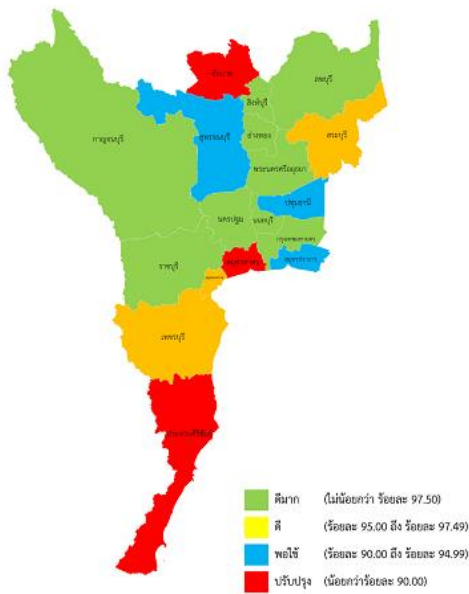 ชัยนาท
ลพบุรี
สิงห์บุรี
กาญจนบุรี
สุพรรณบุรี
อ่างทอง
สระบุรี
พระนครศรีอยุธยา
ปทุมธานี
นครปฐม
นนทบุรี
กรุงเทพมหานคร
ราชบุรี
สมุทรสาคร
สมุทรปราการ
เพชรบุรี
ประจวบคีรีขันธ์
ดีมาก (ไม่น้อยกว่า ร้อยละ 97.50)
ดี (ร้อยละ 95.00 ถึง ร้อยละ 97.49)
พอใช้ (ร้อยละ 90.00 ถึง ร้อยละ 94.99)
ปรับปรุง (น้อยกว่าร้อยละ 90.00)